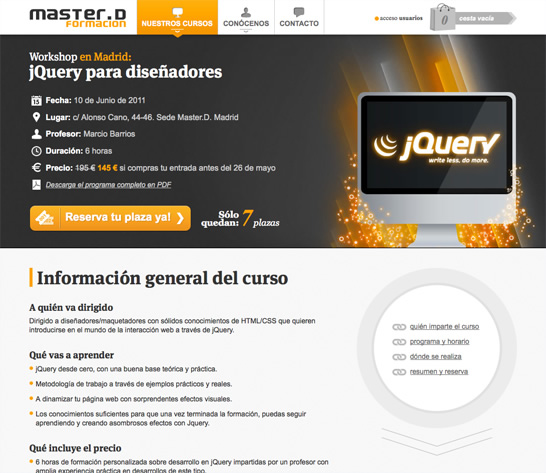 master.D
formación
NUESTROS CURSOS
CONÓCENOS
CONTACTO
acceso usuarios
0
cesta vacía
Workshop en Madrid:
jQuery para diseñadores
15 Fecha: 10 de Junio de 2011
Lugar: c/ Alonso Cano, 44-46. Sede Master.D. Madrid
Profesor: Marcio Barrios
Duración: 6 horas
Precio: 195 € 145 € si compras tu entrada antes del 26 de mayo
Descarga el programa completo en PDF
Reserva tu plaza ya!
Sólo
quedan: 7 plazas
jQuery
write less. do more.
Información general del curso
A quién va dirigido
Dirigido a diseñadores/maquetadores con sólidos conocimientos de HTML/CSS que quieren
introducirse en el mundo de la interacción web a través de jQuery.
Qué vas a aprender
jQuery desde cero, con una buena base teórica y práctica.
Metodología de trabajo a través de ejemplos prácticos y reales.
A dinamizar tu página web con sorprendentes efectos visuales.
Los conocimientos suficientes para que una vez terminada la formación, puedas seguir
aprendiendo y creando asombrosos efectos con Jquery.
Qué incluye el precio
6 horas de formación personalizada sobre desarrollo en jQuery impartidas por un profesor con
amplia experiencia práctica en desarrollos de este tipo.
quién imparte el curso
programa y horario
dónde se realiza
resumen y reserva